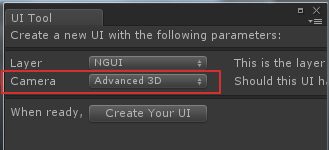 UI Tool
Create a new UI with the following parameters:
Layer NGUI This is the layer
Camera Advanced 3D Should this UI ha
When ready, Create Your UI